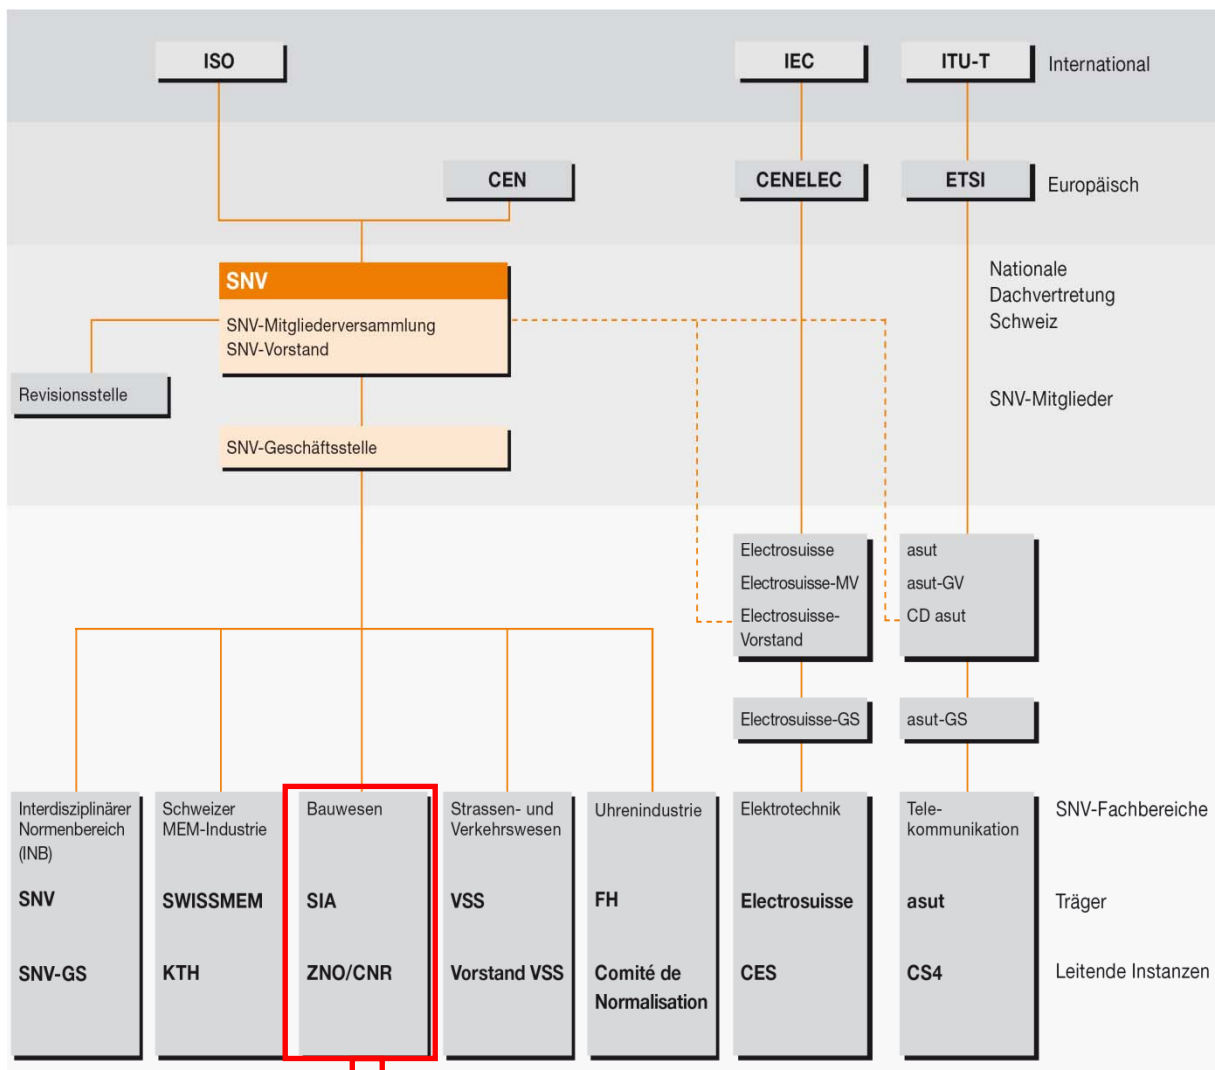 ISO
IEC
ITU-T
International
CEN
CENELEC
ETSI
Europäisch
SNV
SNV-Mitgliederversammlung
SNV-Vorstand
Nationale
Dachvertretung
Schweiz
Revisionsstelle
SNV-Mitglieder
SNV-Geschäftsstelle
Electrosuisse
Electrosuisse-MV
Electrosuisse-
Vorstand
asut
asut-GV
CD asut
Electrosuisse-GS
asut-GS
Interdisziplinärer
Normenbereich
(INB)
SNV
SNV-GS
Schweizer
MEM-Industrie
SWISSMEM
KTH
Bauwesen
SIA
ZNO/CNR
Strassen- und
Verkehrswesen
VSS
Vorstand VSS
Uhrenindustrie
FH
Comité de
Normalisation
Elektrotechnik
Electrosuisse
CES
Tele-
kommunikation
asut
CS4
SNV-Fachbereiche
Träger
Leitende Instanzen